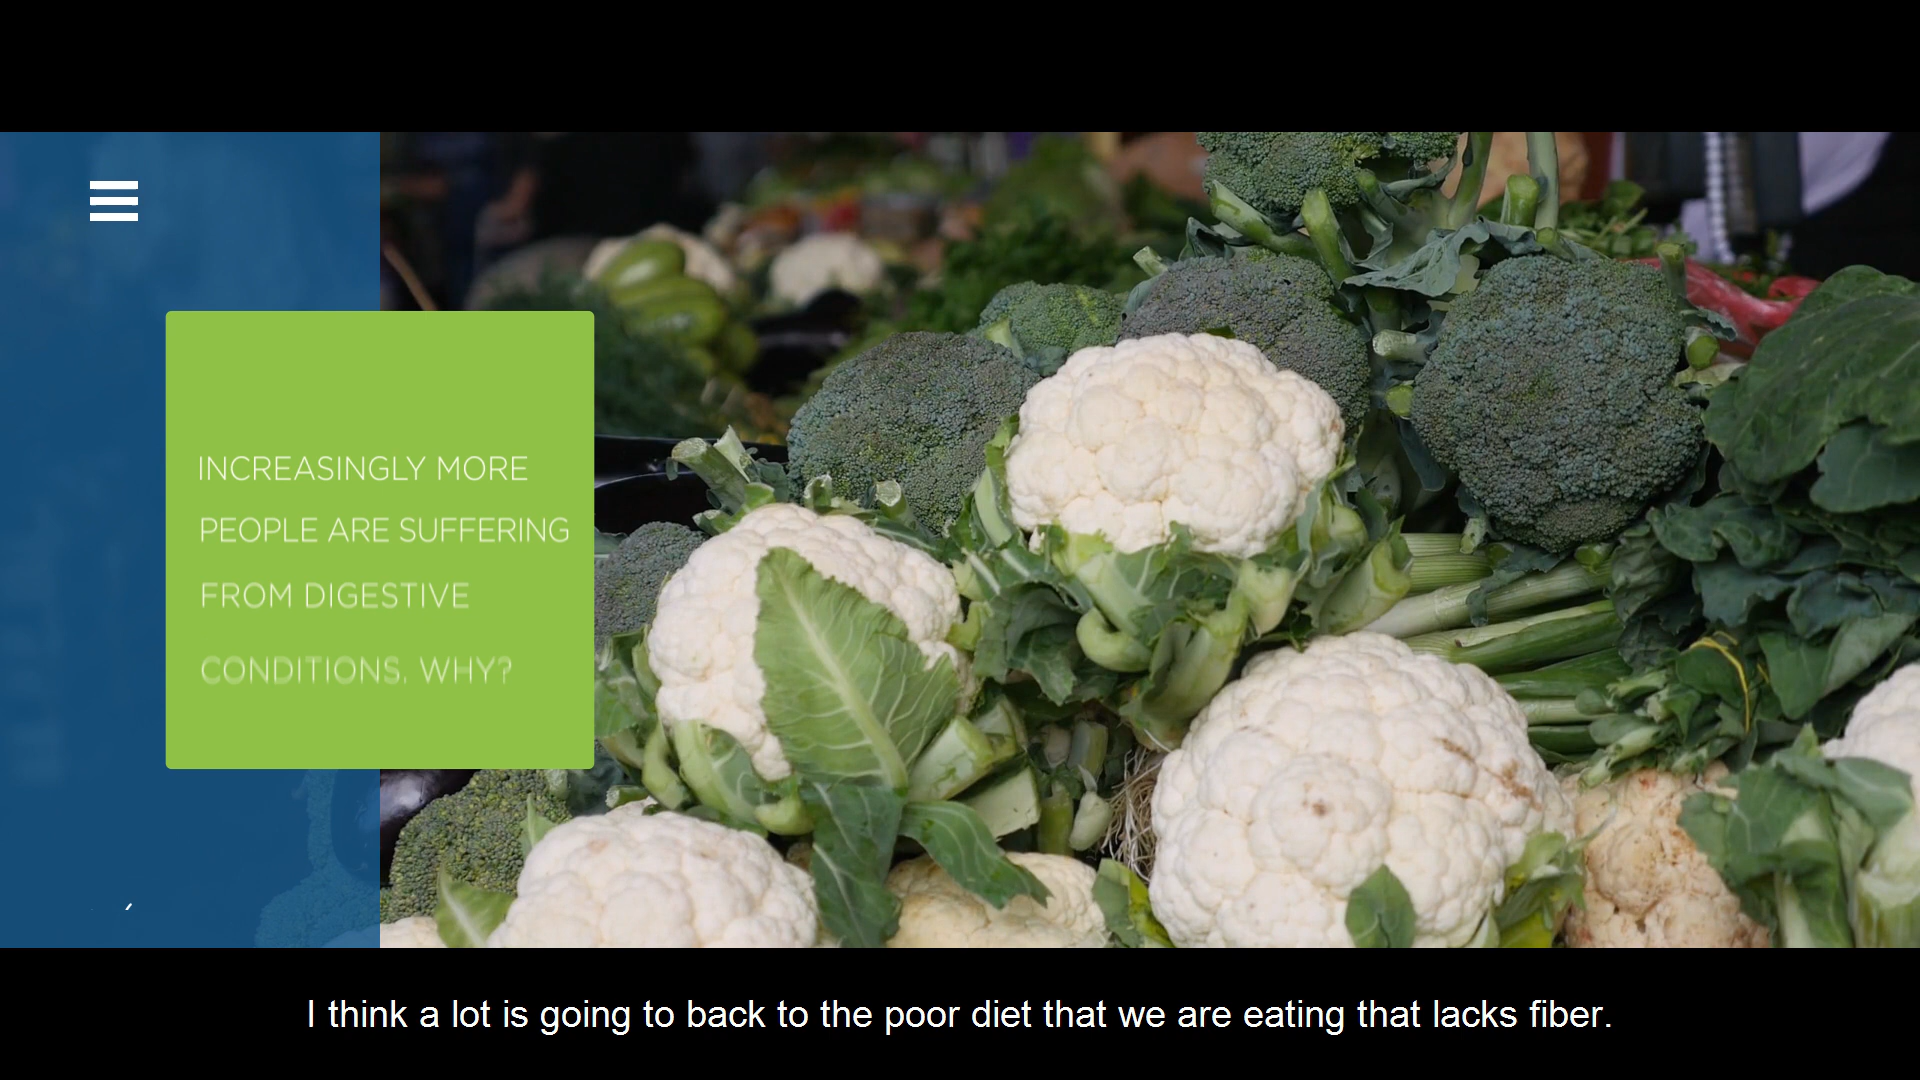 INCREASINGLY MORE
PEOPLE ARE SUFFERING
FROM DIGESTIVE
CONDITIONS. WHY?
I think a lot is going to back to the poor diet that we are eating that lacks fiber.